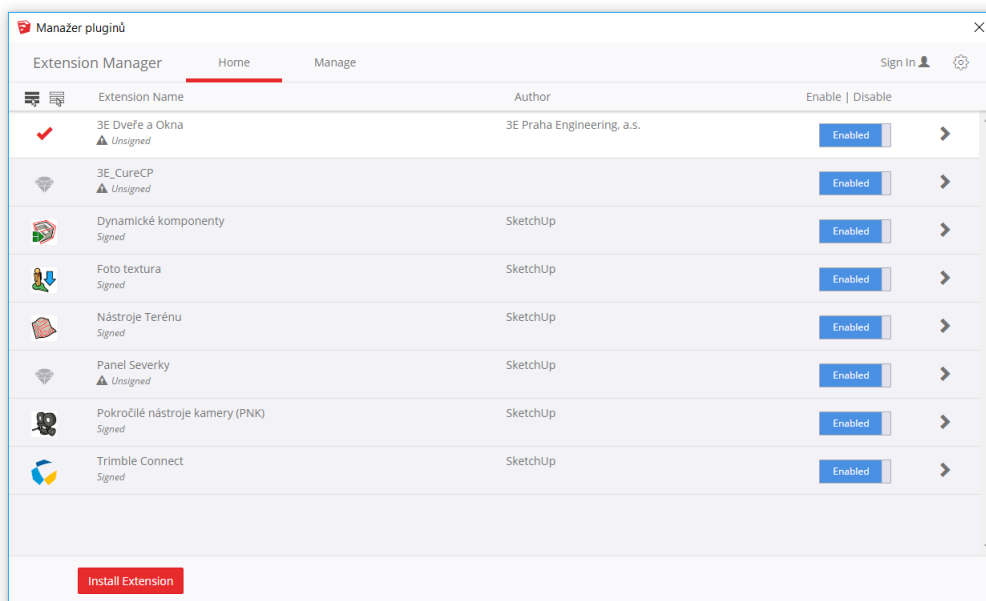 Manažer pluginů
Extension Manager Home Manage Sign In
Extension Name Author Enable | Disable
3E Dveře a Okna 3E Praha Engineering, a.s. Enabled
Unsigned
3E_CureCP Enabled
Unsigned
Dynamické komponenty SketchUp Enabled
Signed
Foto textura SketchUp Enabled
Signed
Nástroje Terénu SketchUp Enabled
Signed
Panel Severky SketchUp Enabled
Unsigned
Pokročilé nástroje kamery (PNK) SketchUp Enabled
Signed
Trimble Connect SketchUp Enabled
Signed
Install Extension